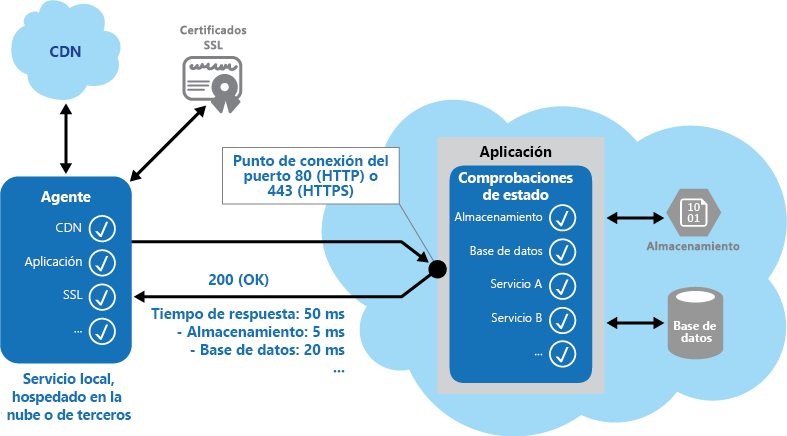 CDN
Certificados
SSL
Punto de conexión del
puerto 80 (HTTP) o
443 (HTTPS)
Agente
CDN
Aplicación
SSL
...
Servicio local,
hospedado en la
nube o de terceros
200 (OK)
Tiempo de respuesta: 50 ms
- Almacenamiento: 5 ms
- Base de datos: 20 ms
...
Aplicación
Comprobaciones
de estado
Almacenamiento
Base de datos
Servicio A
Servicio B
...
10
01
Almacenamiento
Base de
datos